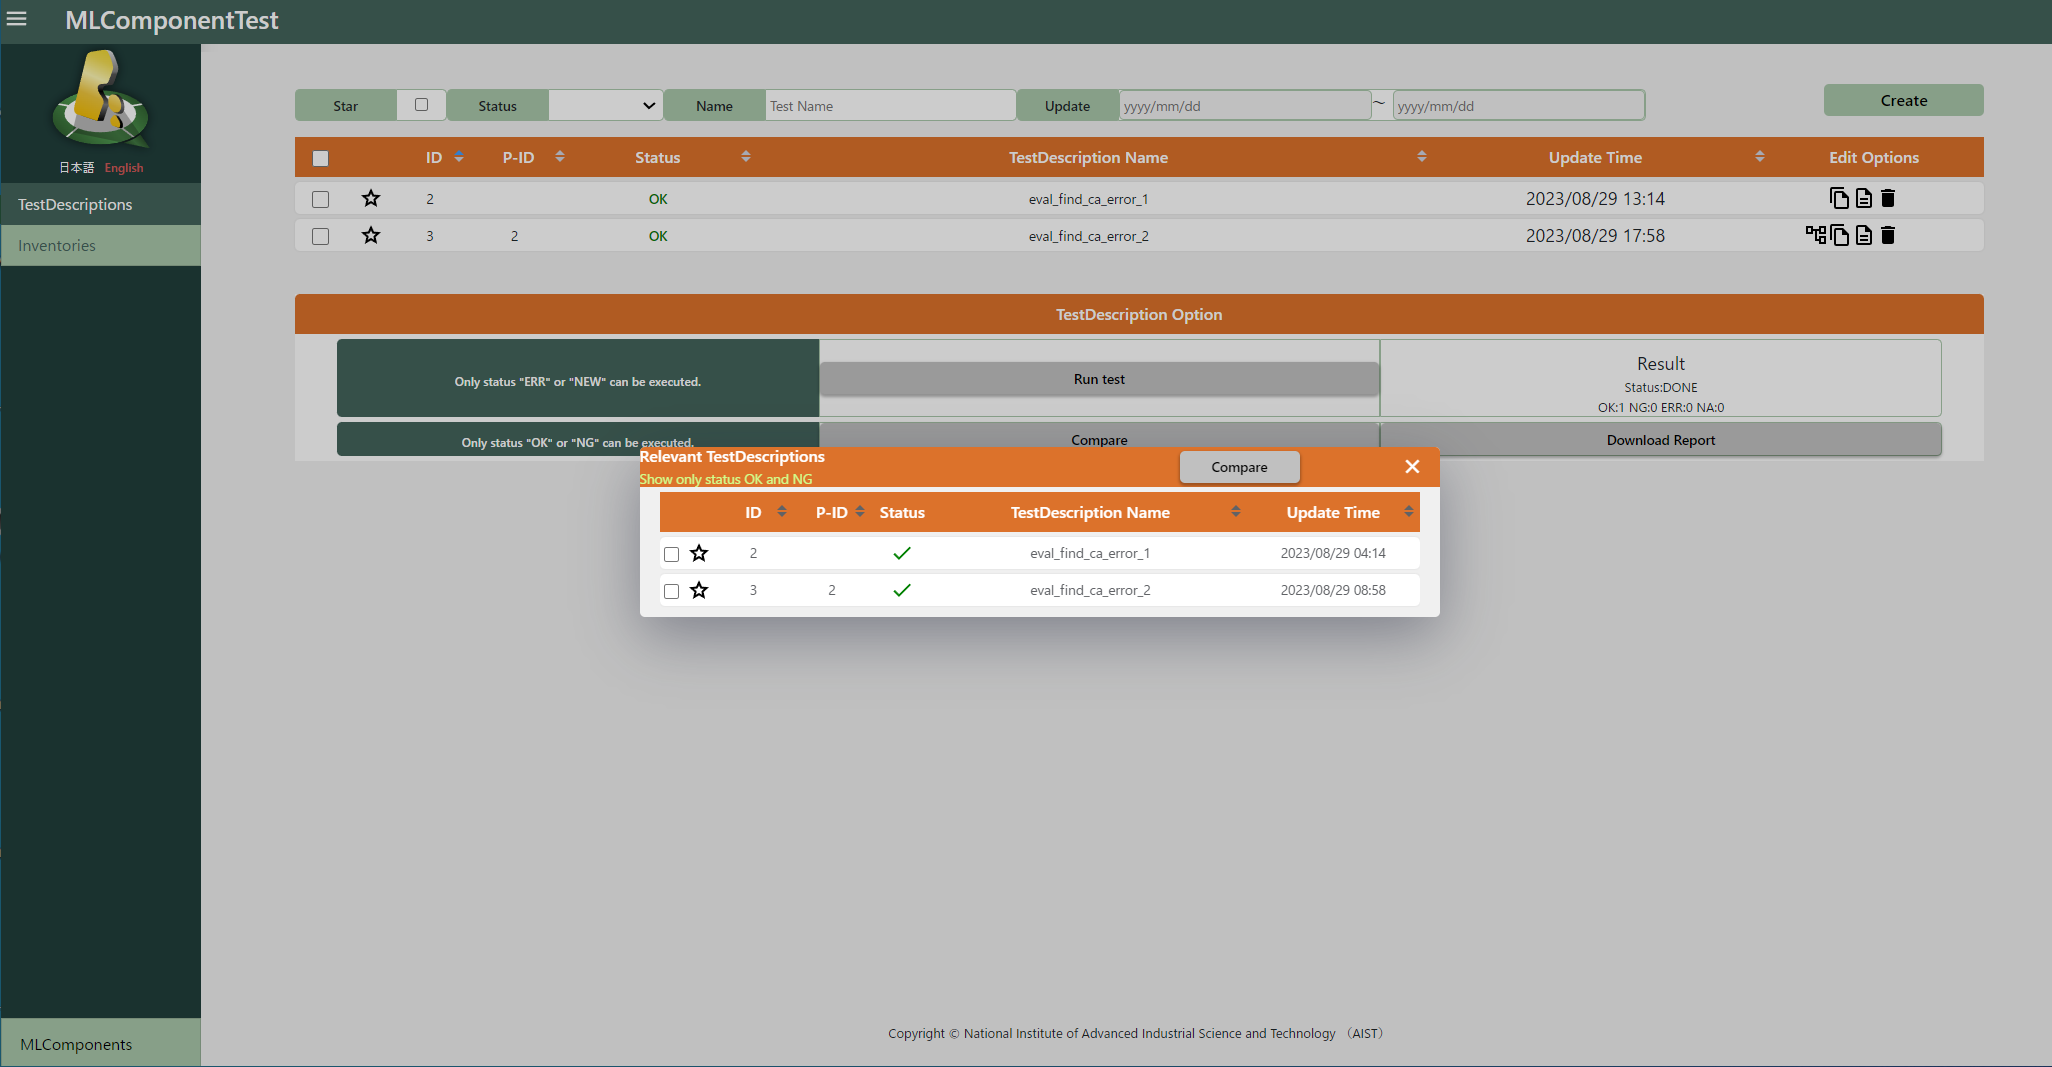 MLComponentTest
日本語 English
TestDescriptions
Inventories
MLComponents
Star Status Name Test Name Update yyyy/mm/dd ~ yyyy/mm/dd
Create
ID P-ID Status TestDescription Name Update Time Edit Options
2 OK eval_find_ca_error_1 2023/08/29 13:14
3 2 OK eval_find_ca_error_2 2023/08/29 17:58
TestDescription Option
Only status "ERR" or "NEW" can be executed.
Run test
Result
Status:DONE
OK:1 NG:0 ERR:0 NA:0
Only status "OK" or "NG" can be executed.
Compare
Download Report
Relevant TestDescriptions
Show only status OK and NG
Compare
ID P-ID Status TestDescription Name Update Time
2 eval_find_ca_error_1 2023/08/29 04:14
3 2 eval_find_ca_error_2 2023/08/29 08:58
Copyright © National Institute of Advanced Industrial Science and Technology （AIST）